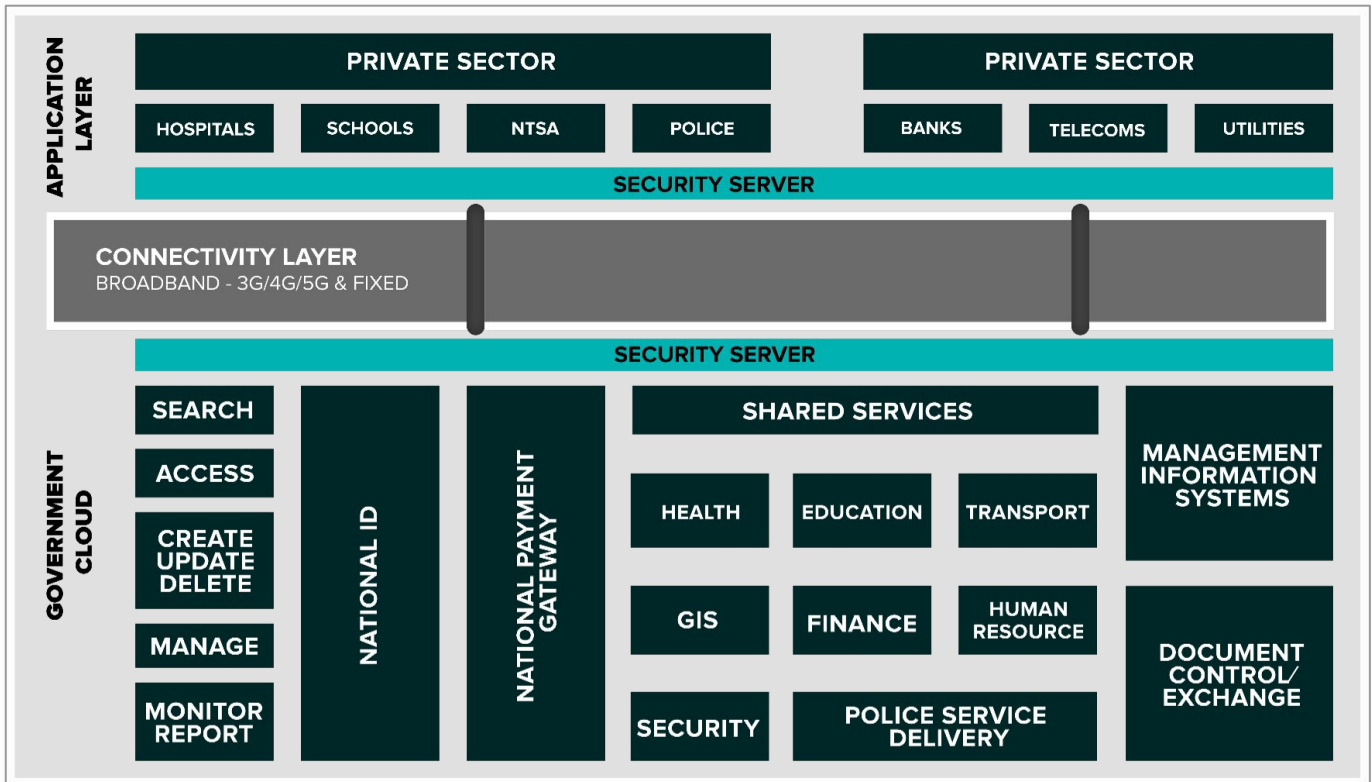 APPLICATION
LAYER
PRIVATE SECTOR
PRIVATE SECTOR
HOSPITALS
SCHOOLS
NTSA
POLICE
BANKS
TELECOMS
UTILITIES
SECURITY SERVER
CONNECTIVITY LAYER
BROADBAND - 3G/4G/5G & FIXED
SECURITY SERVER
GOVERNMENT
CLOUD
SEARCH
ACCESS
CREATE
UPDATE
DELETE
MANAGE
MONITOR
REPORT
NATIONAL ID
NATIONAL PAYMENT
GATEWAY
SHARED SERVICES
HEALTH
EDUCATION
TRANSPORT
GIS
FINANCE
HUMAN
RESOURCE
SECURITY
POLICE SERVICE
DELIVERY
MANAGEMENT
INFORMATION
SYSTEMS
DOCUMENT
CONTROL/
EXCHANGE